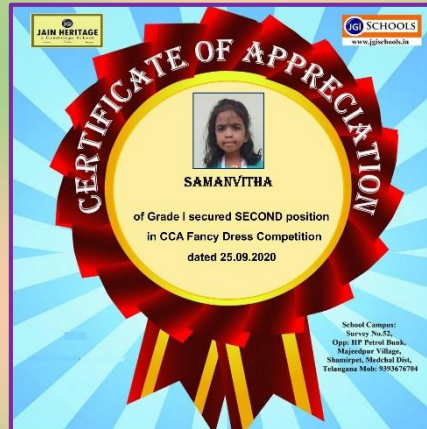 JAIN HERITAGE
a Cambridge School
JGI SCHOOLS
www.jgischools.in
CERTIFICATE OF APPRECIATION
SAMANVITHA
of Grade I secured SECOND position
in CCA Fancy Dress Competition
dated 25.09.2020
School Campus:
Survey No.52,
Opp: HP Petrol Bunk,
Majeedpur Village,
Shamirpet, Medchal Dist,
Telangana Mob: 9393676704